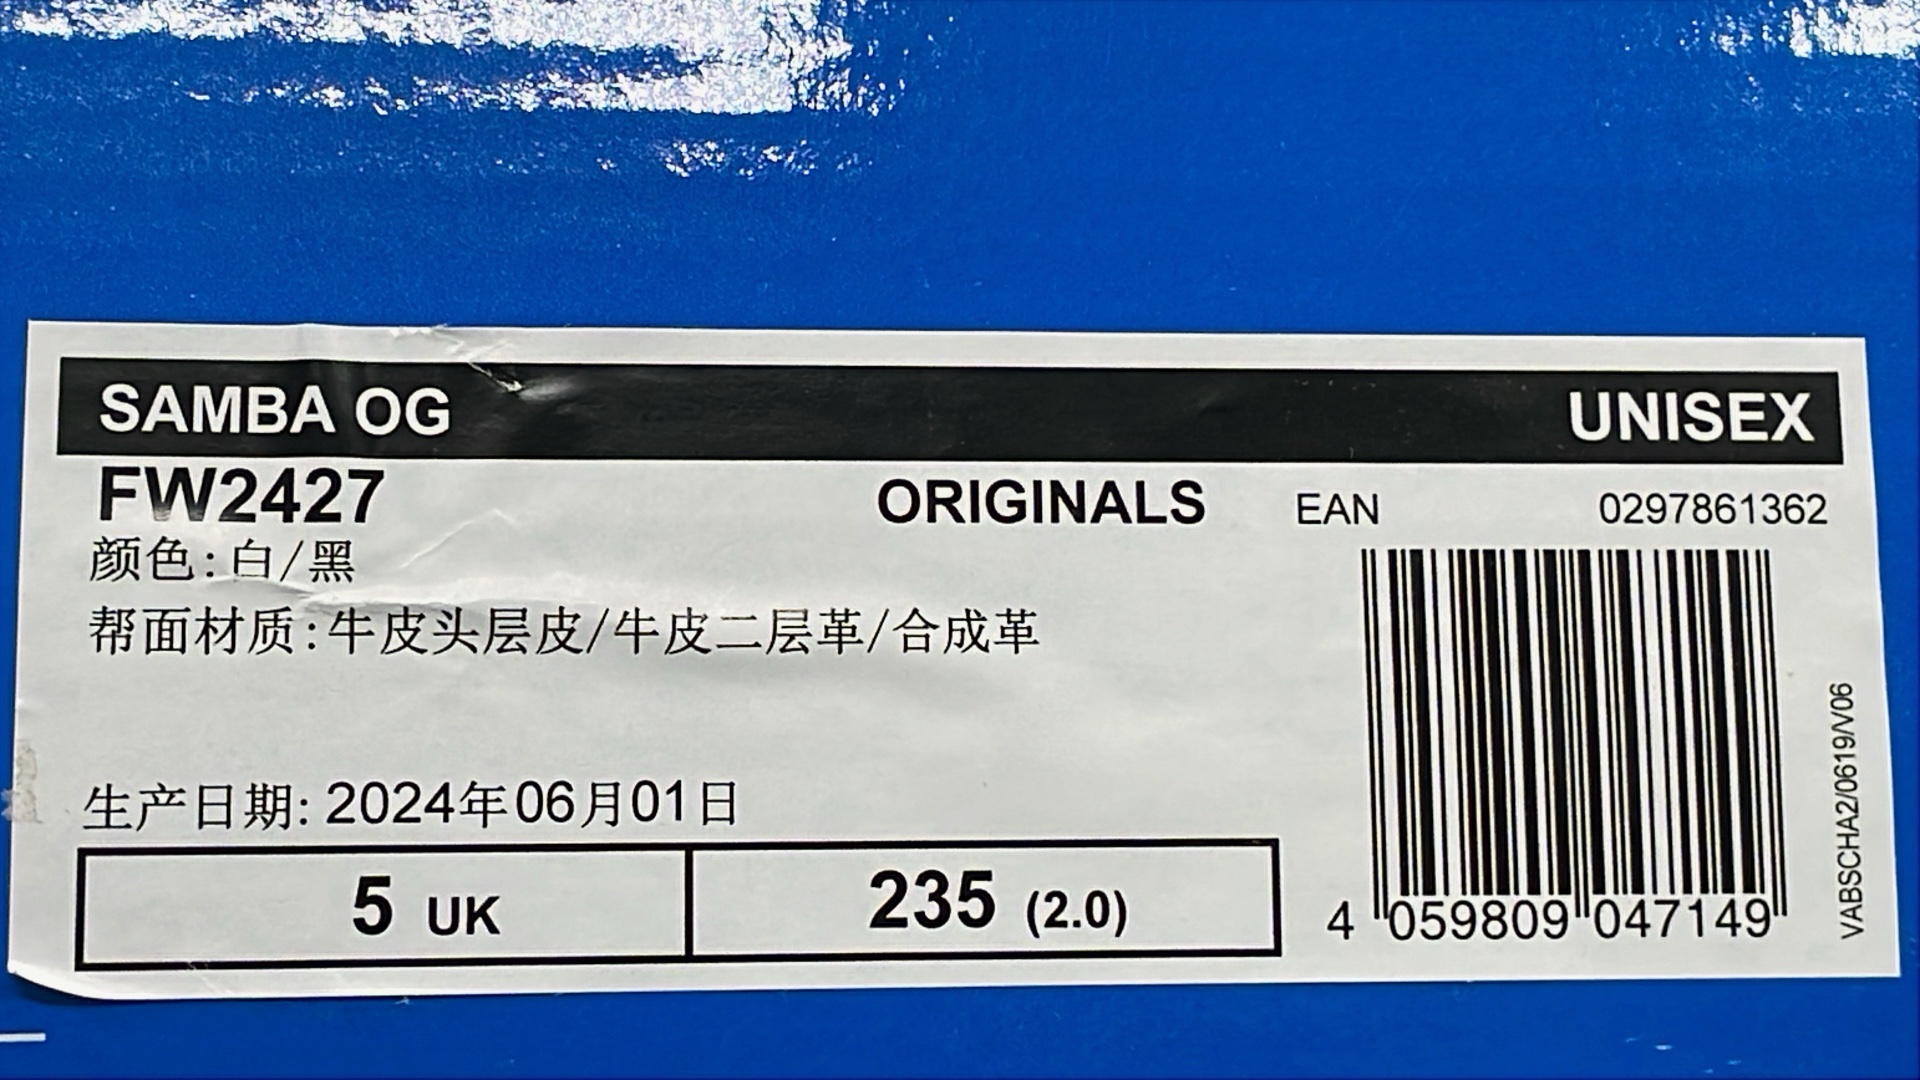 SAMBA OG UNISEX
FW2427 ORIGINALS EAN 0297861362
颜色:白/黑
帮面材质:牛皮头层皮/牛皮二层革/合成革
生产日期: 2024年06月01日
5 UK 235 (2.0)
4 059809 047149
VABSCHA2/0619/V06